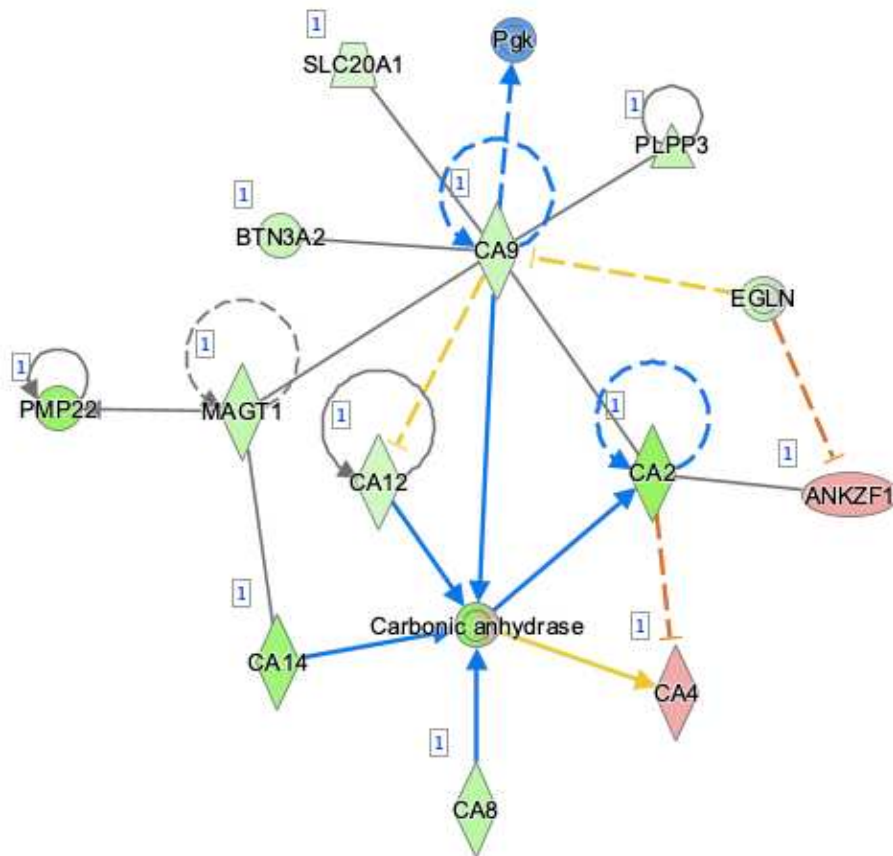 1
SLC20A1
Pgk
1
PLPP3
1
1
BTN3A2
CA9
EGLN
1
PMP22
1
MAGT1
1
CA12
1
CA2
1
ANKZF1
1
CA14
Carbonic anhydrase
1
CA4
1
CA8